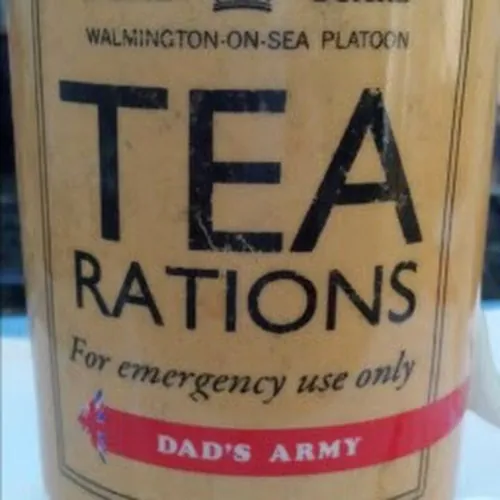 WALMINGTON-ON-SEA PLATOON
TEA
RATIONS
For emergency use only
DAD'S ARMY